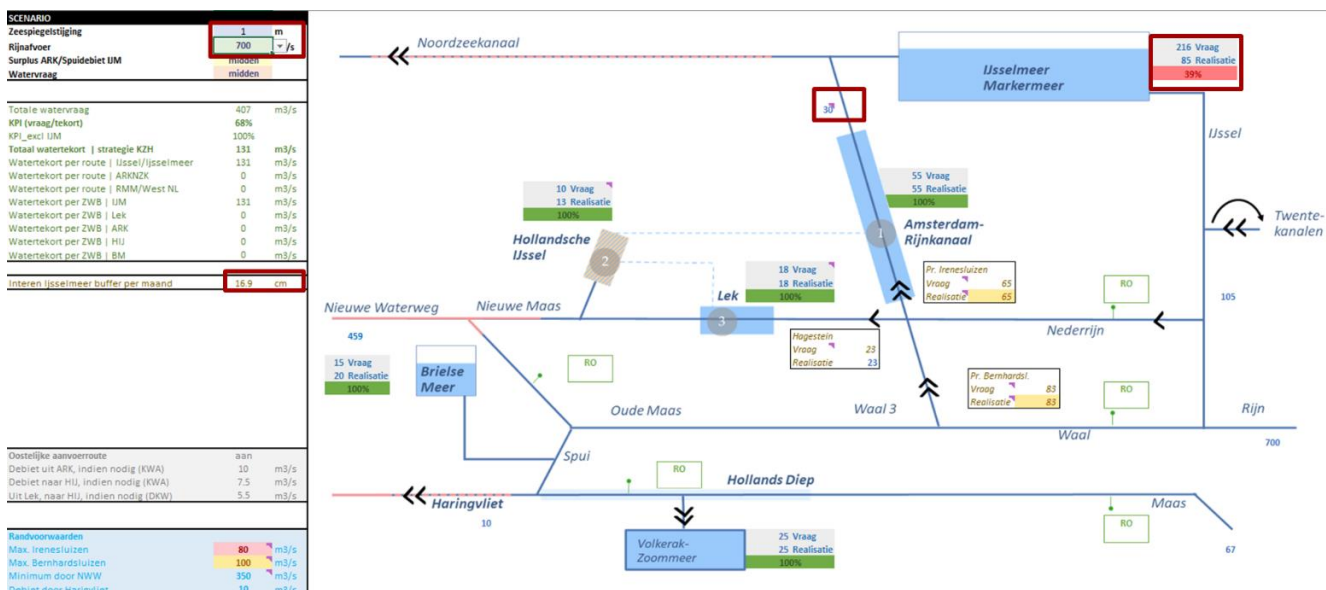 SCENARIO
Zeespiegelstijging 1 m
Rijnafvoer 700 /s
Surplus ARK/Spuidebiet IJM midden
Watervraag midden
Totale watervraag 407 m3/s
KPI (vraag/tekort) 68%
KPI_excl IJM 100%
Totaal watertekort | strategie KZH 131 m3/s
Watertekort per route | IJssel/Ijsselmeer 131 m3/s
Watertekort per route | ARKNZK 0 m3/s
Watertekort per route | RMM/West NL 0 m3/s
Watertekort per ZWB | IJM 131 m3/s
Watertekort per ZWB | Lek 0 m3/s
Watertekort per ZWB | ARK 0 m3/s
Watertekort per ZWB | HIJ 0 m3/s
Watertekort per ZWB | BM 0 m3/s
Interen Ijsselmeer buffer per maand 16.9 cm
Oostelijke aanvoerroute aan
Debiet uit ARK, indien nodig (KWA) 10 m3/s
Debiet naar HIJ, indien nodig (KWA) 7.5 m3/s
Uit Lek, naar HIJ, indien nodig (DKW) 5.5 m3/s
Randvoorwaarden
Max. Irenesluizen 80 m3/s
Max. Bernhardsluizen 100 m3/s
Minimum door NWW 350 m3/s
Debiet door Haringvliet 10 m3/s
Noordzeekanaal
IJsselmeer
Markermeer
216 Vraag
85 Realisatie
39%
30
IJssel
55 Vraag
55 Realisatie
100%
10 Vraag
13 Realisatie
100%
1
Amsterdam-
Rijnkanaal
Twente-
kanalen
Hollandsche
IJssel
2
18 Vraag
18 Realisatie
100%
Pr. Irenesluizen
Vraag 65
Realisatie 65
RO
105
Lek
3
Nieuwe Waterweg
Nieuwe Maas
Nederrijn
459
Hagestein
Vraag 23
Realisatie 23
15 Vraag
20 Realisatie
100%
Brielse
Meer
RO
Pr. Bernhardsl.
Vraag 83
Realisatie 83
RO
Oude Maas
Waal 3
Rijn
Waal
700
Spui
RO
Hollands Diep
Haringvliet
10
Maas
RO
67
Volkerak-
Zoommeer
25 Vraag
25 Realisatie
100%